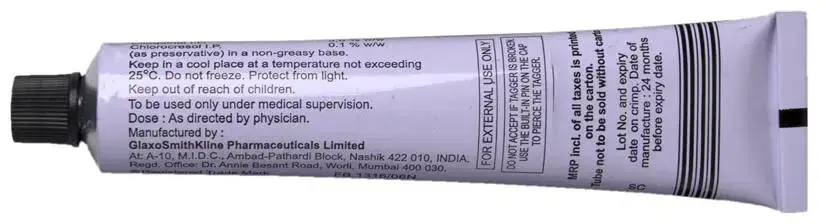 Chlorocresol I.P. 0.1 % w/w
(as preservative) in a non-greasy base.
Keep in a cool place at a temperature not exceeding
25°C. Do not freeze. Protect from light.
Keep out of reach of children.
To be used only under medical supervision.
Dose : As directed by physician.
Manufactured by :
GlaxoSmithKline Pharmaceuticals Limited
At: A-10, M.I.D.C., Ambad-Pathardi Block, Nashik 422 010, INDIA.
Regd. Office: Dr. Annie Besant Road, Worli, Mumbai 400 030.
Registered Trade Mark
FOR EXTERNAL USE ONLY
DO NOT ACCEPT IF TAGGER IS BROKEN
USE THE BUILT-IN PIN ON THE CAP
TO PIERCE THE TAGGER.
MRP incl. of all taxes is printed
on the carton.
Tube not to be sold without carto
Lot No. and expiry
date on crimp. Date of
manufacture : 24 months
before expiry date.
SC